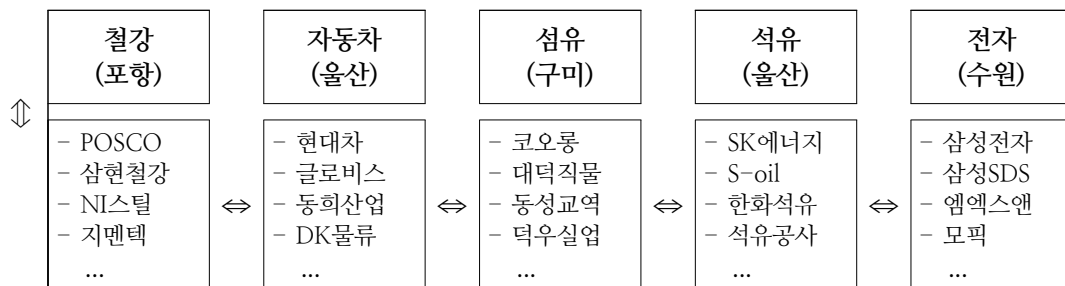 철강
(포항)
자동차
(울산)
섬유
(구미)
석유
(울산)
전자
(수원)
⇕
- POSCO
- 삼현철강
- NI스틸
- 지멘텍
...
⇔
- 현대차
- 글로비스
- 동희산업
- DK물류
...
⇔
- 코오롱
- 대덕직물
- 동성교역
- 덕우실업
...
⇔
- SK에너지
- S-oil
- 한화석유
- 석유공사
...
⇔
- 삼성전자
- 삼성SDS
- 엠엑스앤
- 모픽
...